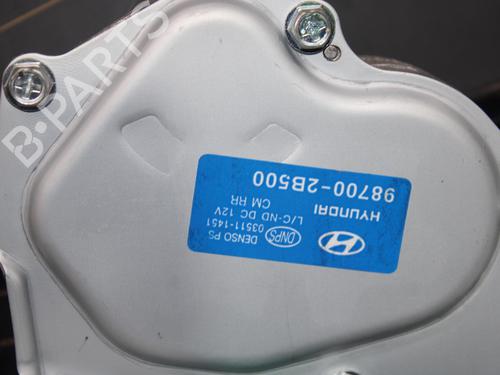 DENSO PS
DNPS
03511-1451
L/C-ND DC 12V
CM RR
HYUNDAI
98700-2B500
B-PARTS